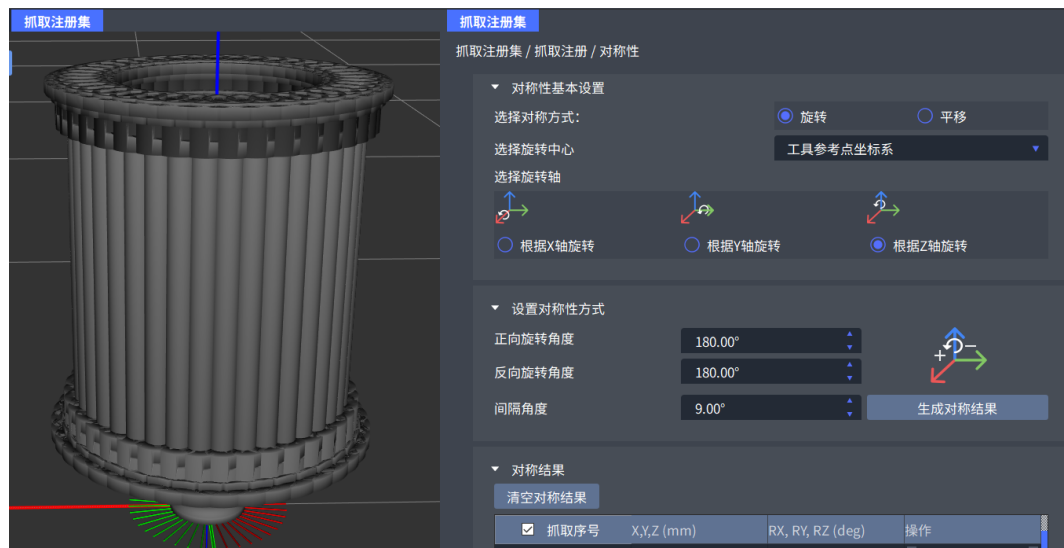 抓取注册集
抓取注册集
抓取注册集 / 抓取注册 / 对称性
对称性基本设置
选择对称方式:
旋转
平移
选择旋转中心
工具参考点坐标系
选择旋转轴
根据X轴旋转
根据Y轴旋转
根据Z轴旋转
设置对称性方式
正向旋转角度
180.00°
反向旋转角度
180.00°
+
−
间隔角度
9.00°
生成对称结果
对称结果
清空对称结果
抓取序号
X,Y,Z (mm)
RX, RY, RZ (deg)
操作